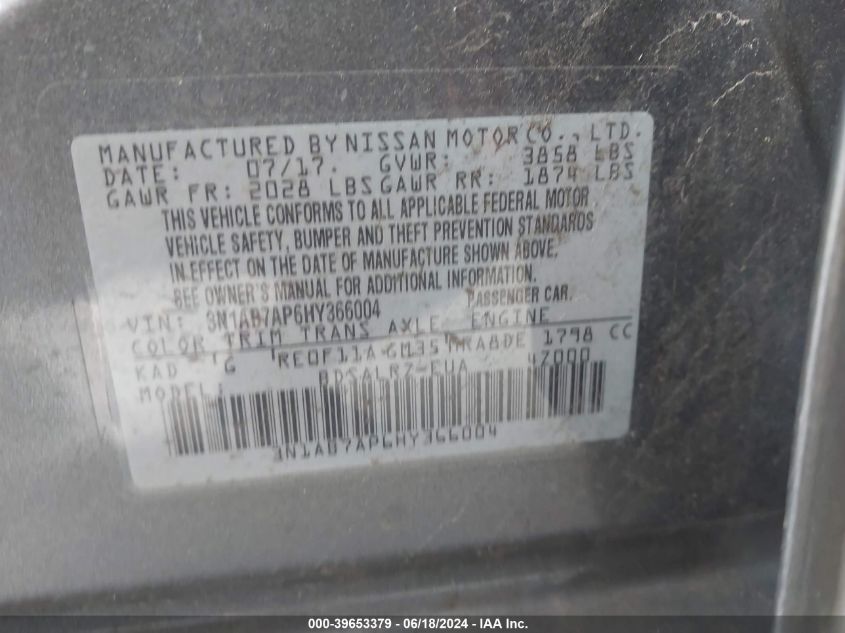 MANUFACTURED BY NISSAN MOTOR CO., LTD.
DATE: 07/17. GVWR: 3858 LBS
GAWR FR: 2028 LBS GAWR RR: 1874 LBS
THIS VEHICLE CONFORMS TO ALL APPLICABLE FEDERAL MOTOR
VEHICLE SAFETY, BUMPER AND THEFT PREVENTION STANDARDS
IN EFFECT ON THE DATE OF MANUFACTURE SHOWN ABOVE.
SEE OWNER'S MANUAL FOR ADDITIONAL INFORMATION.
VIN: 3N1AB7AP6HY366004 PASSENGER CAR.
COLOR TRIM TRANS AXLE ENGINE
KAD G RE0F11A GM35 MRA8DE 1798 CC
MODEL: BDSALRZ-EUA 4Z000
3N1AB7AP6HY366004
000-39653379 - 06/18/2024 - IAA Inc.